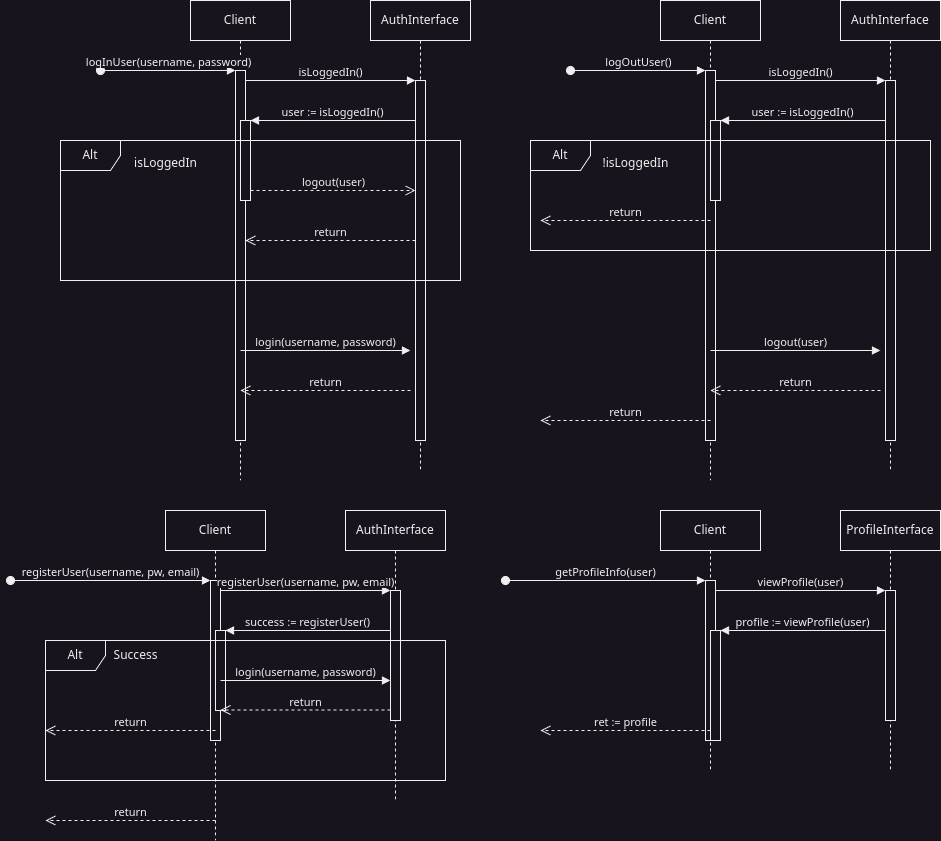 Client
AuthInterface
logInUser(username, password)
isLoggedIn()
user := isLoggedIn()
Alt
isLoggedIn
logout(user)
return
login(username, password)
return
Client
AuthInterface
logOutUser()
isLoggedIn()
user := isLoggedIn()
Alt
!isLoggedIn
return
logout(user)
return
return
Client
AuthInterface
registerUser(username, pw, email)
registerUser(username, pw, email)
success := registerUser()
Alt
Success
login(username, password)
return
return
return
Client
ProfileInterface
getProfileInfo(user)
viewProfile(user)
profile := viewProfile(user)
ret := profile